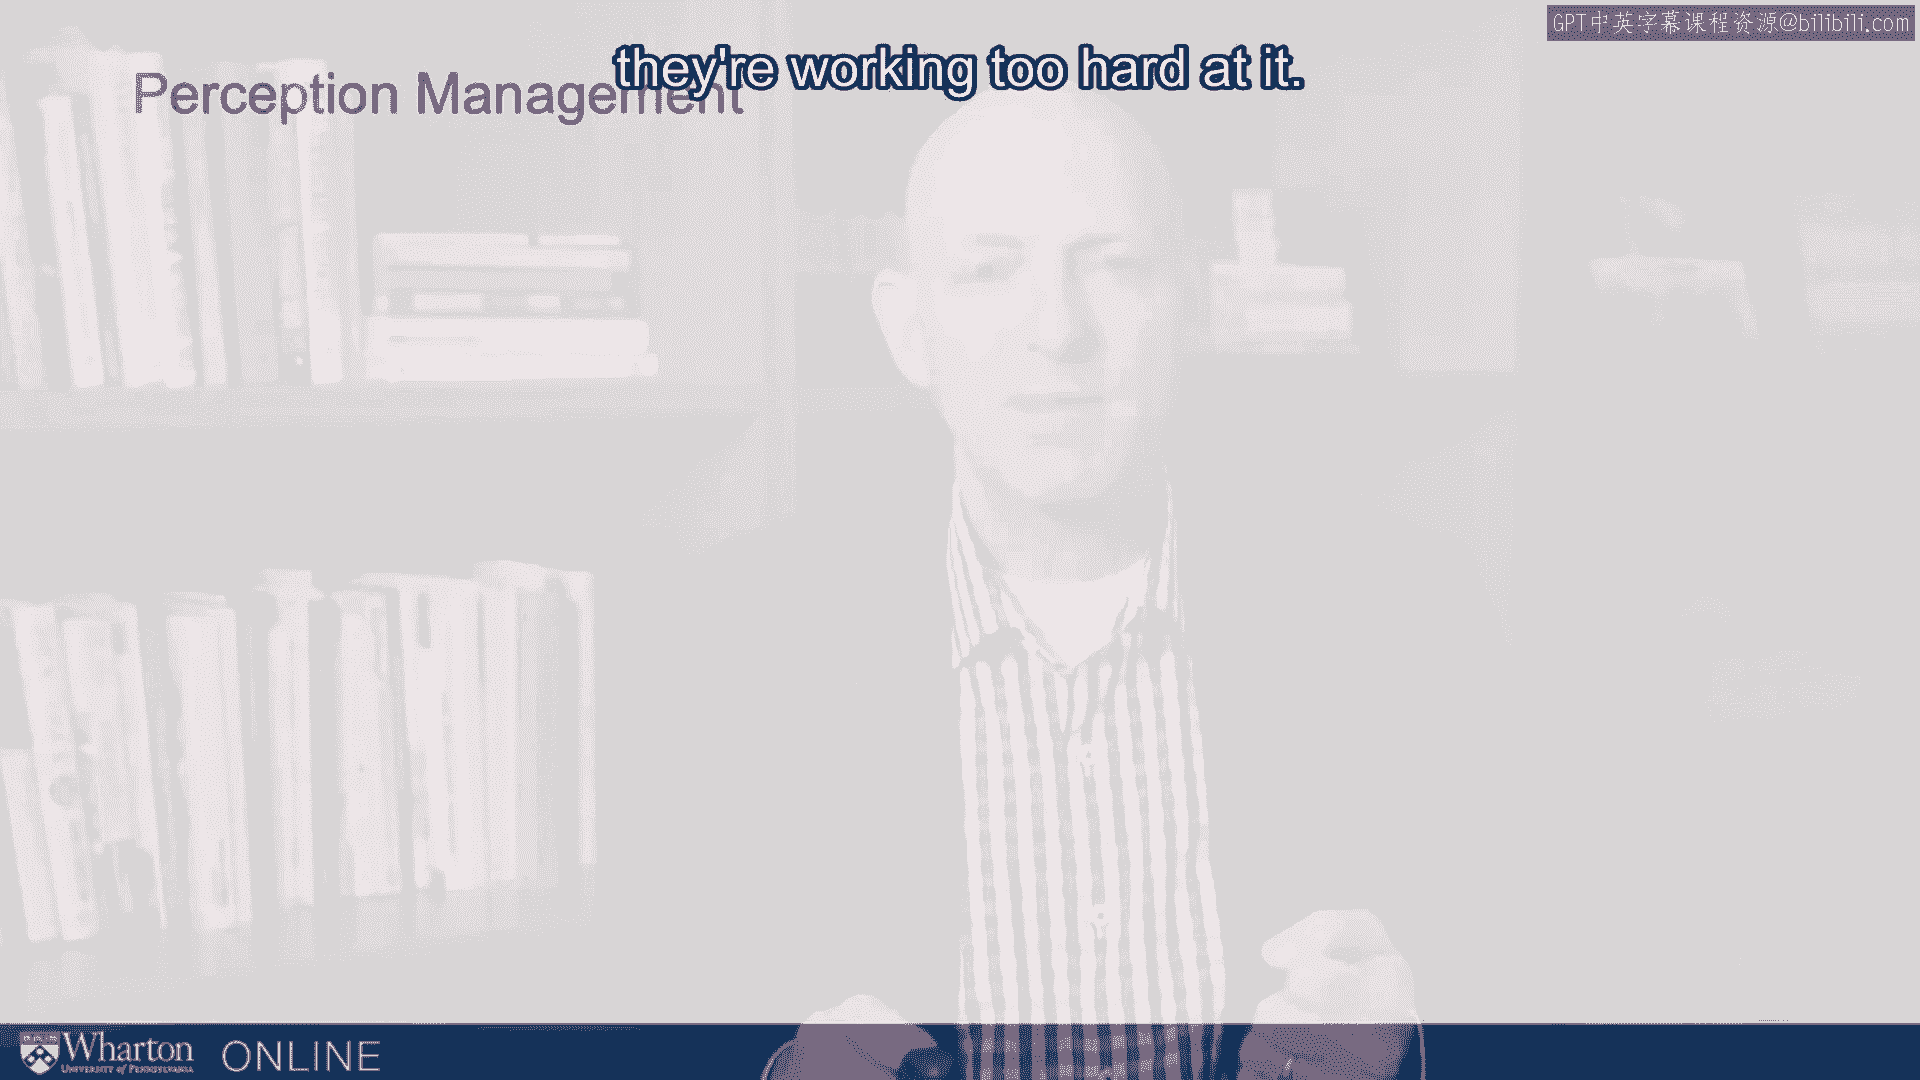 GPT中英字幕课程资源@bilibili.com
they're working too hard at it.
Perception Management
Wharton ONLINE
UNIVERSITY of PENNSYLVANIA